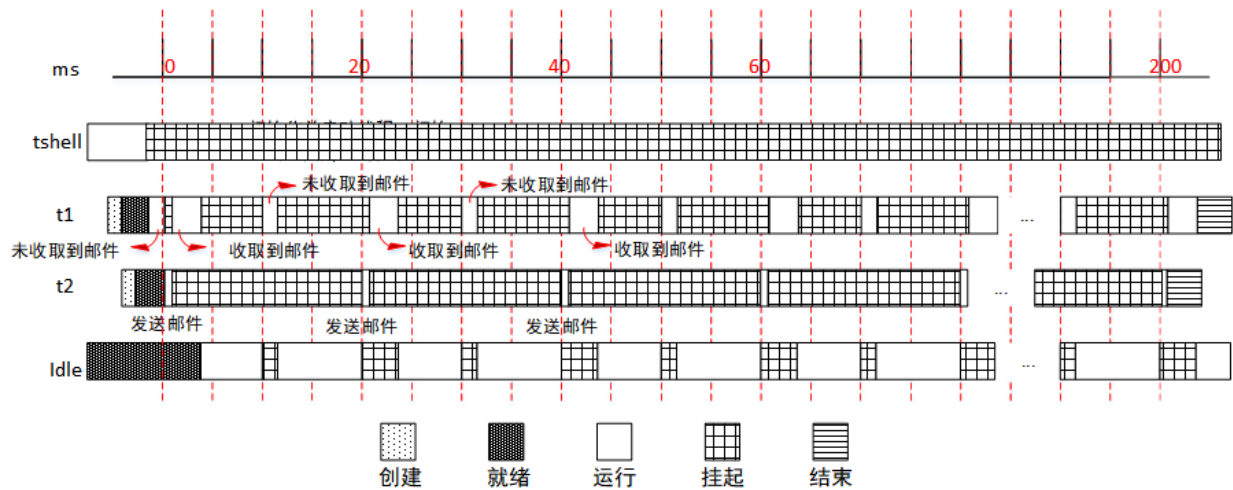 ms
0
20
40
60
200
tshell
t1
未收取到邮件
未收取到邮件
未收取到邮件
收取到邮件
收取到邮件
收取到邮件
...
t2
...
发送邮件
发送邮件
发送邮件
Idle
...
创建
就绪
运行
挂起
结束